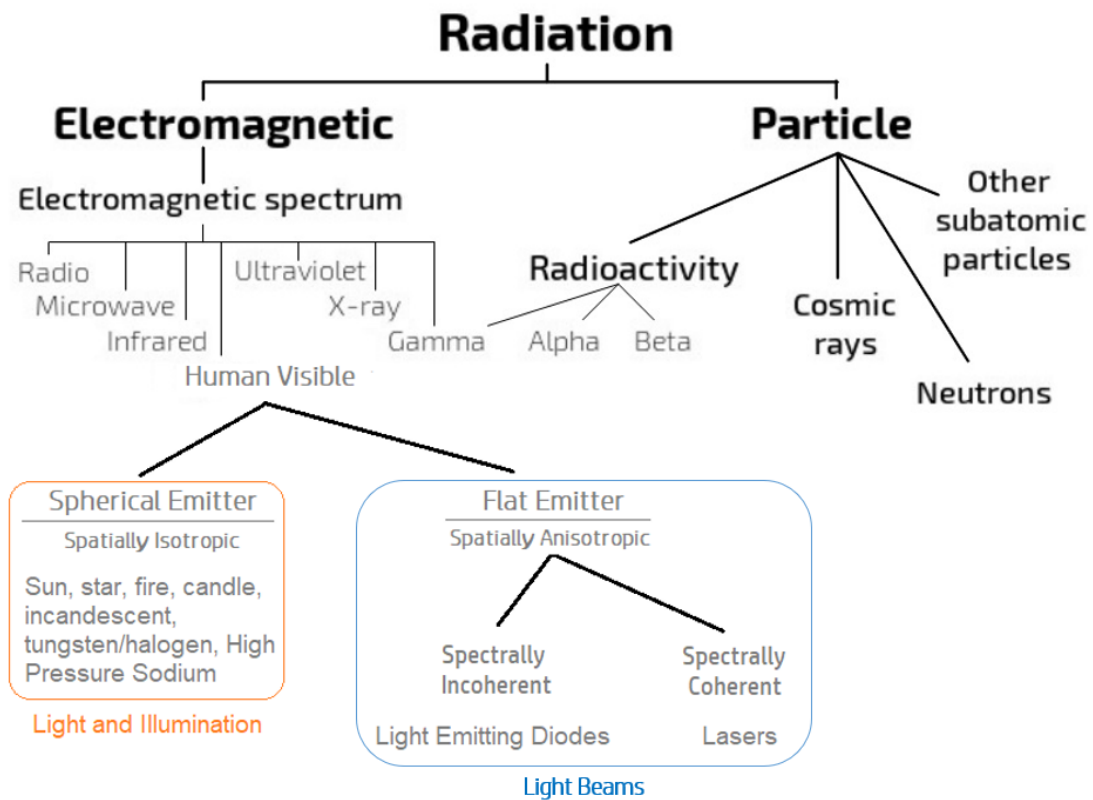 Radiation
Electromagnetic
Particle
Electromagnetic spectrum
Other
subatomic
particles
Radio
Ultraviolet
Radioactivity
Microwave
X-ray
Cosmic
rays
Infrared
Gamma
Alpha
Beta
Human Visible
Neutrons
Spherical Emitter
Spatially Isotropic
Sun, star, fire, candle,
incandescent,
tungsten/halogen, High
Pressure Sodium
Light and Illumination
Flat Emitter
Spatially Anisotropic
Spectrally
Incoherent
Spectrally
Coherent
Light Emitting Diodes
Lasers
Light Beams